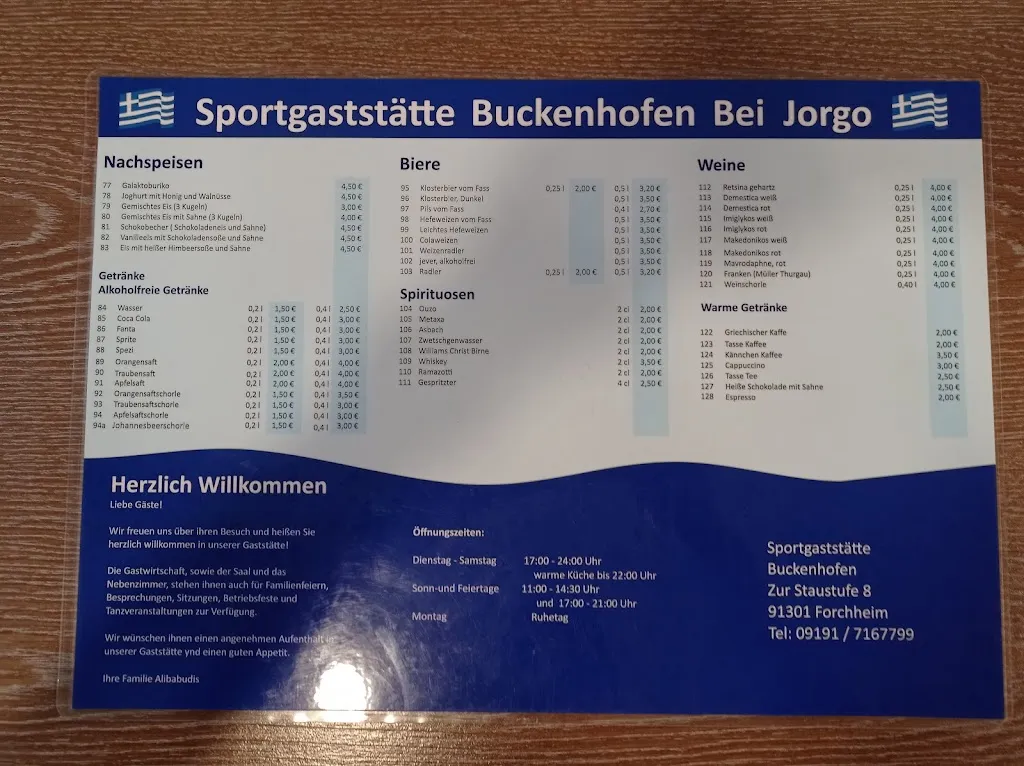 Sportgaststätte Buckenhofen Bei Jorgo
Nachspeisen
77 Galaktoburiko 4,50 €
78 Joghurt mit Honig und Walnüsse 4,50 €
79 Gemischtes Eis (3 Kugeln) 3,00 €
80 Gemischtes Eis mit Sahne (3 Kugeln) 4,00 €
81 Schokobecher ( Schokoladeneis und Sahne) 4,50 €
82 Vanilleeis mit Schokoladensoße und Sahne 4,50 €
83 Eis mit heißer Himbeersoße und Sahne 4,50 €
Getränke
Alkoholfreie Getränke
84 Wasser 0,2 l 1,50 € 0,4 l 2,50 €
85 Coca Cola 0,2 l 1,50 € 0,4 l 3,00 €
86 Fanta 0,2 l 1,50 € 0,4 l 3,00 €
87 Sprite 0,2 l 1,50 € 0,4 l 3,00 €
88 Spezi 0,2 l 1,50 € 0,4 l 3,00 €
89 Orangensaft 0,2 l 2,00 € 0,4 l 4,00 €
90 Traubensaft 0,2 l 2,00 € 0,4 l 4,00 €
91 Apfelsaft 0,2 l 2,00 € 0,4 l 4,00 €
92 Orangensaftschorle 0,2 l 1,50 € 0,4 l 3,50 €
93 Traubensaftschorle 0,2 l 1,50 € 0,4 l 3,00 €
94 Apfelsaftschorle 0,2 l 1,50 € 0,4 l 3,00 €
94a Johannesbeerschorle 0,2 l 1,50 € 0,4 l 3,00 €
Biere
95 Klosterbier vom Fass 0,25 l 2,00 € 0,5 l 3,20 €
96 Klosterbier, Dunkel 0,5 l 3,50 €
97 Pils vom Fass 0,4 l 2,70 €
98 Hefeweizen vom Fass 0,5 l 3,50 €
99 Leichtes Hefeweizen 0,5 l 3,50 €
100 Colaweizen 0,5 l 3,50 €
101 Weizenradler 0,5 l 3,50 €
102 jever, alkoholfrei 0,5 l 3,50 €
103 Radler 0,25 l 2,00 € 0,5 l 3,20 €
Spirituosen
104 Ouzo 2 cl 2,00 €
105 Metaxa 2 cl 2,00 €
106 Asbach 2 cl 2,00 €
107 Zwetschgenwasser 2 cl 2,00 €
108 Williams Christ Birne 2 cl 2,00 €
109 Whiskey 2 cl 3,50 €
110 Ramazotti 2 cl 2,00 €
111 Gespritzter 4 cl 2,50 €
Weine
112 Retsina geharzt 0,25 l 4,00 €
113 Demestica weiß 0,25 l 4,00 €
114 Demestica rot 0,25 l 4,00 €
115 Imiglykos weiß 0,25 l 4,00 €
116 Imiglykos rot 0,25 l 4,00 €
117 Makedonikos weiß 0,25 l 4,00 €
118 Makedonikos rot 0,25 l 4,00 €
119 Mavrodaphne, rot 0,25 l 4,00 €
120 Franken (Müller Thurgau) 0,25 l 4,00 €
121 Weinschorle 0,40 l 4,00 €
Warme Getränke
122 Griechischer Kaffe 2,00 €
123 Tasse Kaffee 2,00 €
124 Kännchen Kaffee 3,50 €
125 Cappuccino 3,00 €
126 Tasse Tee 2,50 €
127 Heiße Schokolade mit Sahne 2,50 €
128 Espresso 2,00 €
Herzlich Willkommen
Liebe Gäste!
Wir freuen uns über ihren Besuch und heißen Sie
herzlich willkommen in unserer Gaststätte!
Die Gastwirtschaft, sowie der Saal und das
Nebenzimmer, stehen ihnen auch für Familienfeiern,
Besprechungen, Sitzungen, Betriebsfeste und
Tanzveranstaltungen zur Verfügung.
Wir wünschen ihnen einen angenehmen Aufenthalt in
unserer Gaststätte ynd einen guten Appetit.
Ihre Familie Alibabudis
Öffnungszeiten:
Dienstag - Samstag 17:00 - 24:00 Uhr
warme Küche bis 22:00 Uhr
Sonn-und Feiertage 11:00 - 14:30 Uhr
und 17:00 - 21:00 Uhr
Montag Ruhetag
Sportgaststätte
Buckenhofen
Zur Staustufe 8
91301 Forchheim
Tel: 09191 / 7167799